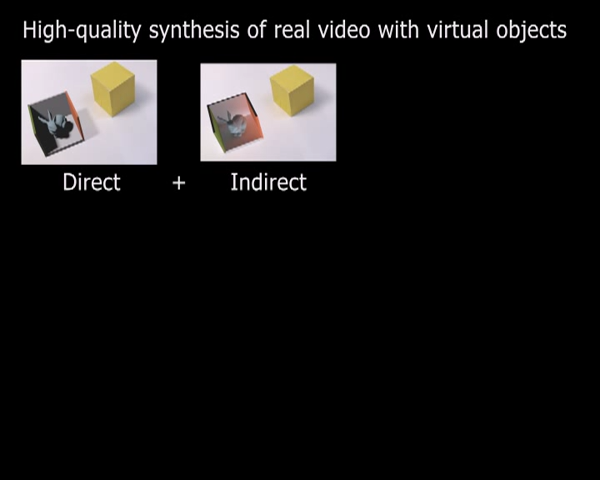 High-quality synthesis of real video with virtual objects
Direct + Indirect